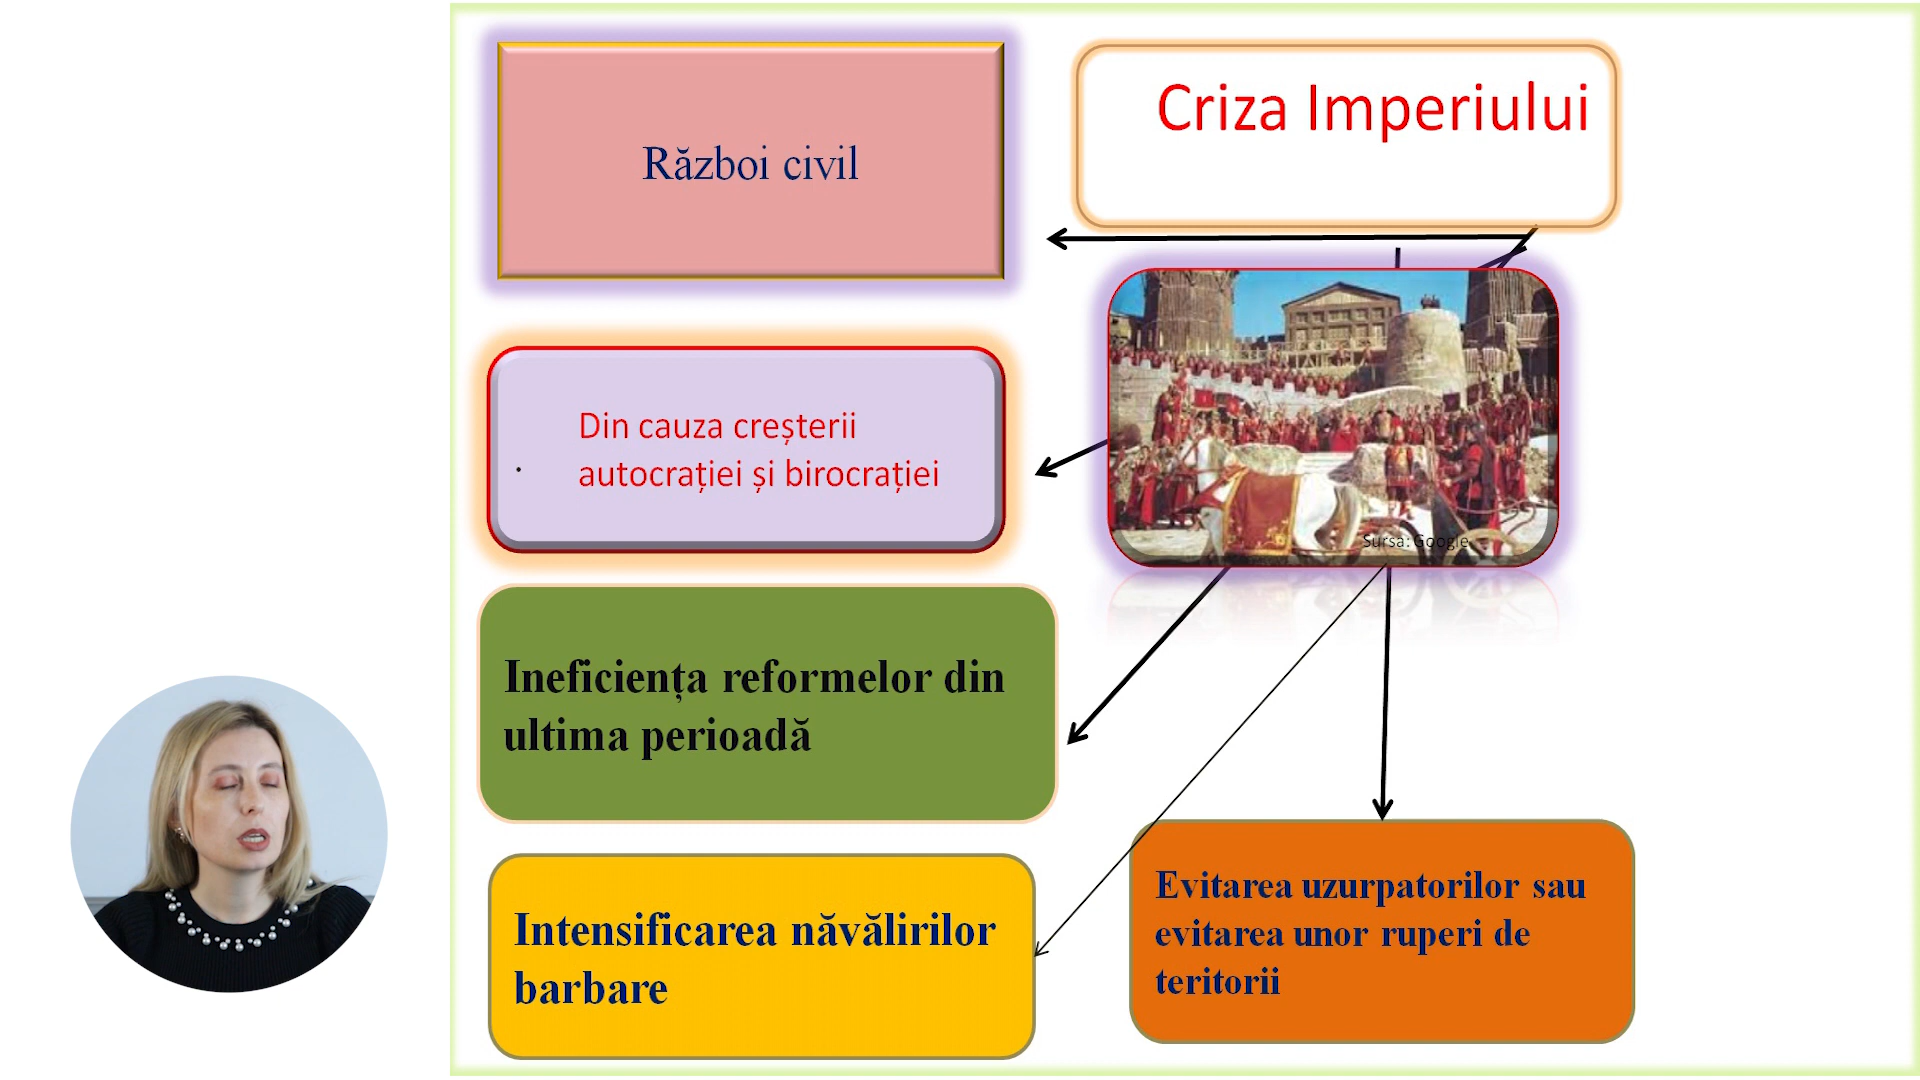 Criza Imperiului
Război civil
Din cauza creșterii
autocrației și birocrației
Sursa: Google
Ineficiența reformelor din
ultima perioadă
Intensificarea năvălirilor
barbare
Evitarea uzurpatorilor sau
evitarea unor ruperi de
teritorii